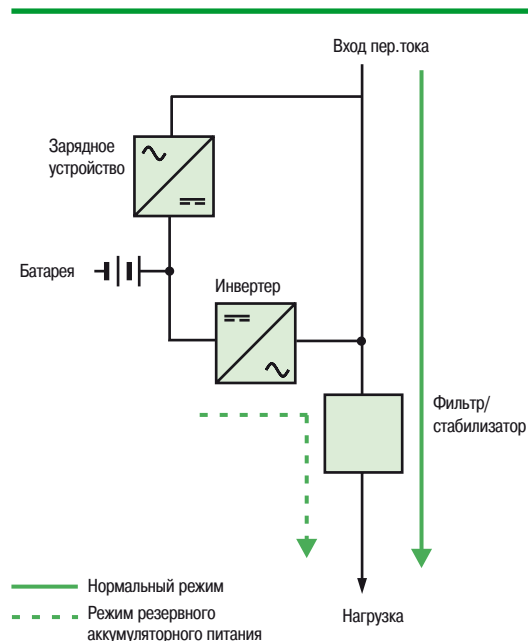 Вход пер.тока
Зарядное
устройство
Батарея
Инвертер
Фильтр/
стабилизатор
Нормальный режим
Режим резервного
аккумуляторного питания
Нагрузка